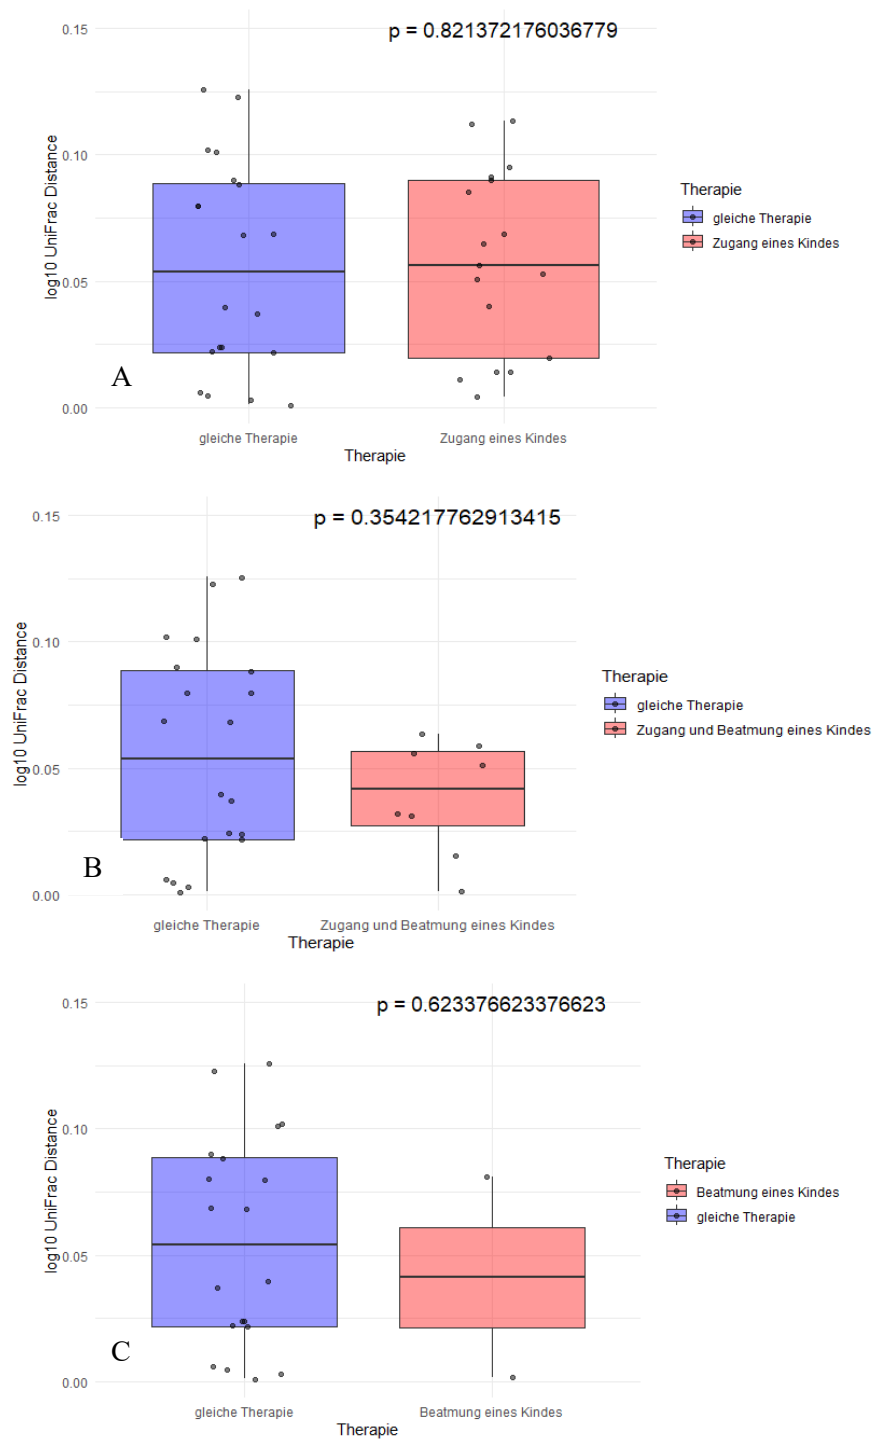 p = 0.821372176036779
0.15
0.10
0.05
0.00
log10 UniFrac Distance
A
gleiche Therapie
Zugang eines Kindes
Therapie
Therapie
gleiche Therapie
Zugang eines Kindes
p = 0.354217762913415
0.15
0.10
0.05
0.00
log10 UniFrac Distance
B
gleiche Therapie
Zugang und Beatmung eines Kindes
Therapie
Therapie
gleiche Therapie
Zugang und Beatmung eines Kindes
p = 0.623376623376623
0.15
0.10
0.05
0.00
log10 UniFrac Distance
C
gleiche Therapie
Beatmung eines Kindes
Therapie
Therapie
Beatmung eines Kindes
gleiche Therapie